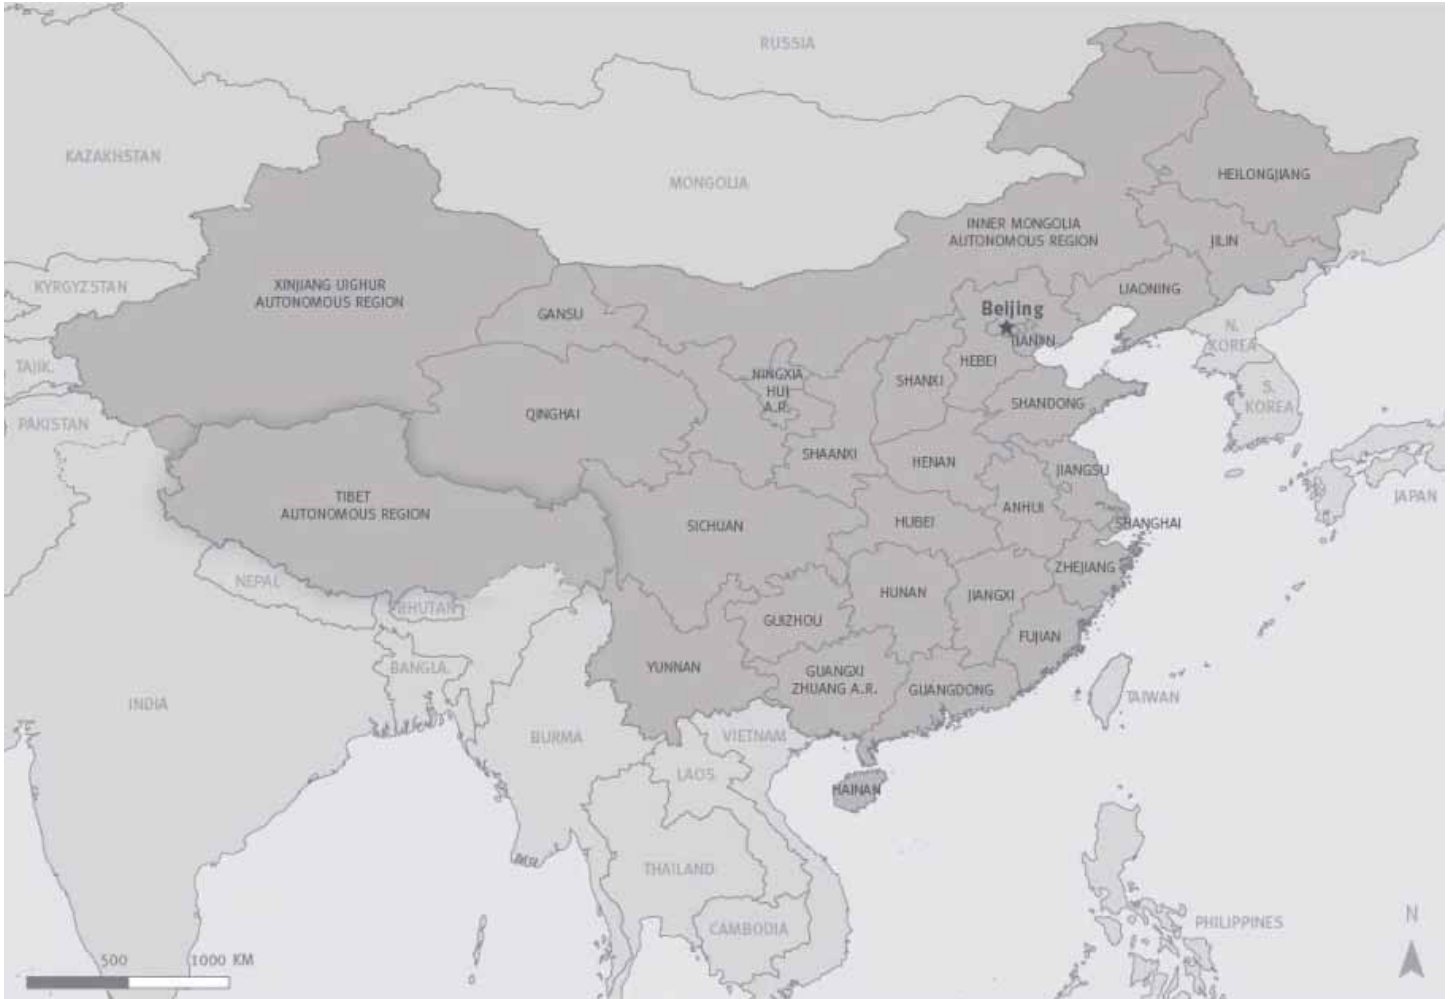 RUSSIA
KAZAKHSTAN
MONGOLIA
HEILONGJIANG
INNER MONGOLIA
AUTONOMOUS REGION
JILIN
KYRGYZSTAN
XINJIANG UIGHUR
AUTONOMOUS REGION
GANSU
LIAONING
Beijing
TIANJIN
N.
KOREA
TAJIK.
HEBEI
NINGXIA
HUI
A.R.
SHANXI
S.
KOREA
SHANDONG
PAKISTAN
QINGHAI
SHAANXI
HENAN
JIANGSU
JAPAN
TIBET
AUTONOMOUS REGION
SICHUAN
HUBEI
ANHUI
SHANGHAI
NEPAL
ZHEJIANG
BHUTAN
HUNAN
JIANGXI
GUIZHOU
FUJIAN
BANGLA.
YUNNAN
GUANGXI
ZHUANG A.R.
GUANGDONG
TAIWAN
INDIA
BURMA
VIETNAM
LAOS
HAINAN
THAILAND
CAMBODIA
PHILIPPINES
N
500 1000 KM